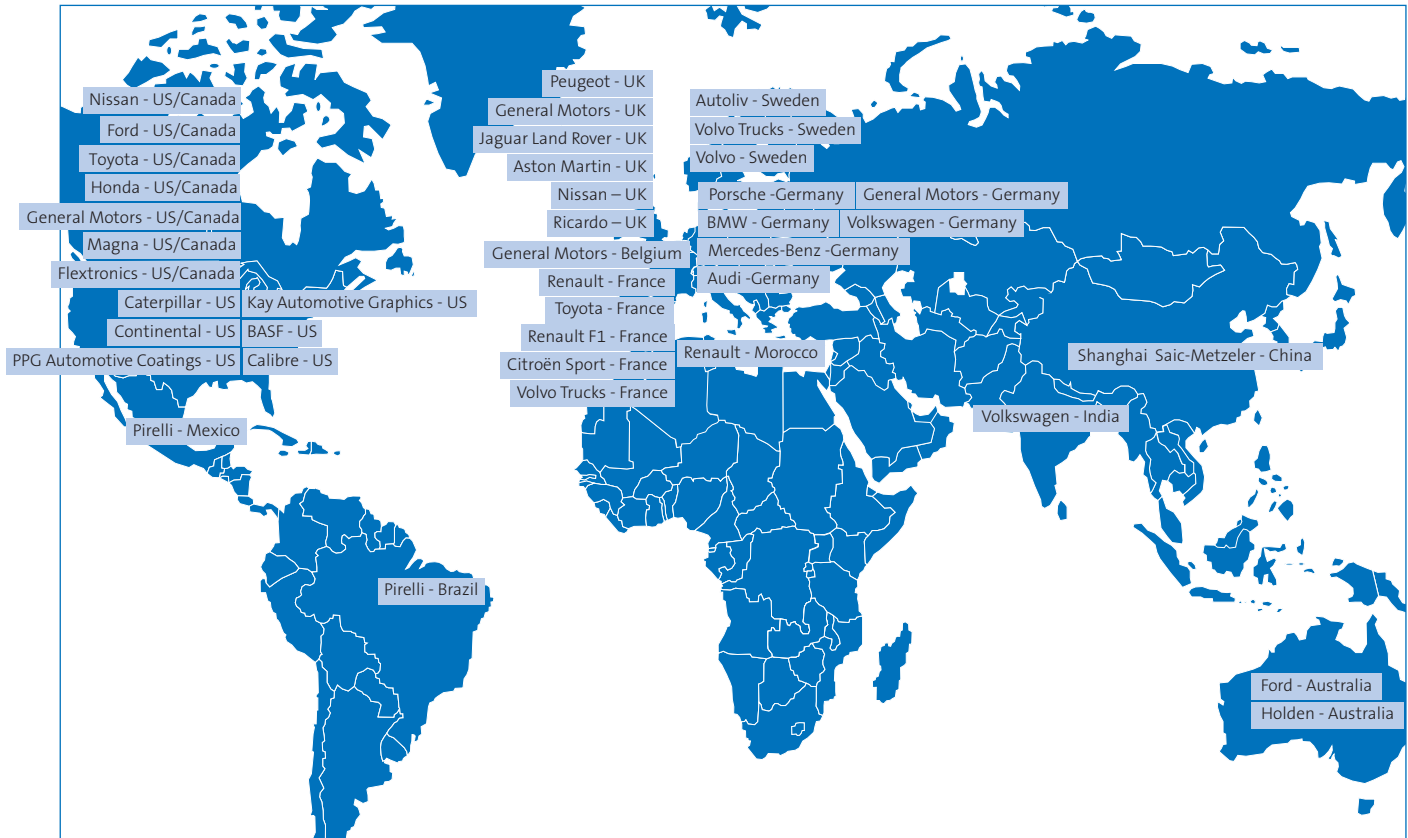 Nissan - US/Canada
Ford - US/Canada
Toyota - US/Canada
Honda - US/Canada
General Motors - US/Canada
Magna - US/Canada
Flextronics - US/Canada
Caterpillar - US
Kay Automotive Graphics - US
Continental - US
BASF - US
PPG Automotive Coatings - US
Calibre - US
Pirelli - Mexico
Pirelli - Brazil
Peugeot - UK
General Motors - UK
Jaguar Land Rover - UK
Aston Martin - UK
Nissan – UK
Ricardo – UK
General Motors - Belgium
Renault - France
Toyota - France
Renault F1 - France
Citroën Sport - France
Volvo Trucks - France
Autoliv - Sweden
Volvo Trucks - Sweden
Volvo - Sweden
Porsche -Germany
General Motors - Germany
BMW - Germany
Volkswagen - Germany
Mercedes-Benz -Germany
Audi -Germany
Renault - Morocco
Shanghai Saic-Metzeler - China
Volkswagen - India
Ford - Australia
Holden - Australia